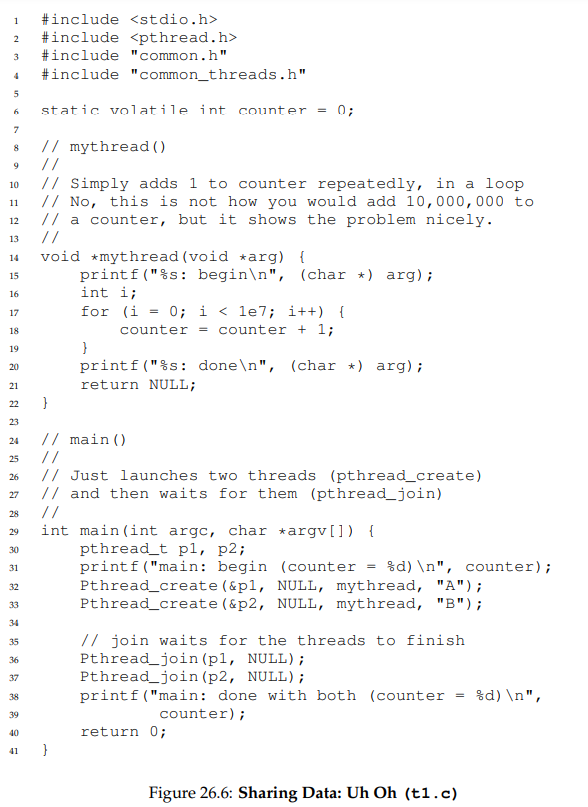 1 #include <stdio.h>
2 #include <pthread.h>
3 #include "common.h"
4 #include "common_threads.h"
5
6 static volatile int counter = 0;
7
8 // mythread()
9 //
10 // Simply adds 1 to counter repeatedly, in a loop
11 // No, this is not how you would add 10,000,000 to
12 // a counter, but it shows the problem nicely.
13 //
14 void *mythread(void *arg) {
15     printf("%s: begin\n", (char *) arg);
16     int i;
17     for (i = 0; i < 1e7; i++) {
18         counter = counter + 1;
19     }
20     printf("%s: done\n", (char *) arg);
21     return NULL;
22 }
23
24 // main()
25 //
26 // Just launches two threads (pthread_create)
27 // and then waits for them (pthread_join)
28 //
29 int main(int argc, char *argv[]) {
30     pthread_t p1, p2;
31     printf("main: begin (counter = %d)\n", counter);
32     Pthread_create(&p1, NULL, mythread, "A");
33     Pthread_create(&p2, NULL, mythread, "B");
34
35     // join waits for the threads to finish
36     Pthread_join(p1, NULL);
37     Pthread_join(p2, NULL);
38     printf("main: done with both (counter = %d)\n",
39             counter);
40     return 0;
41 }
Figure 26.6: Sharing Data: Uh Oh (t1.c)